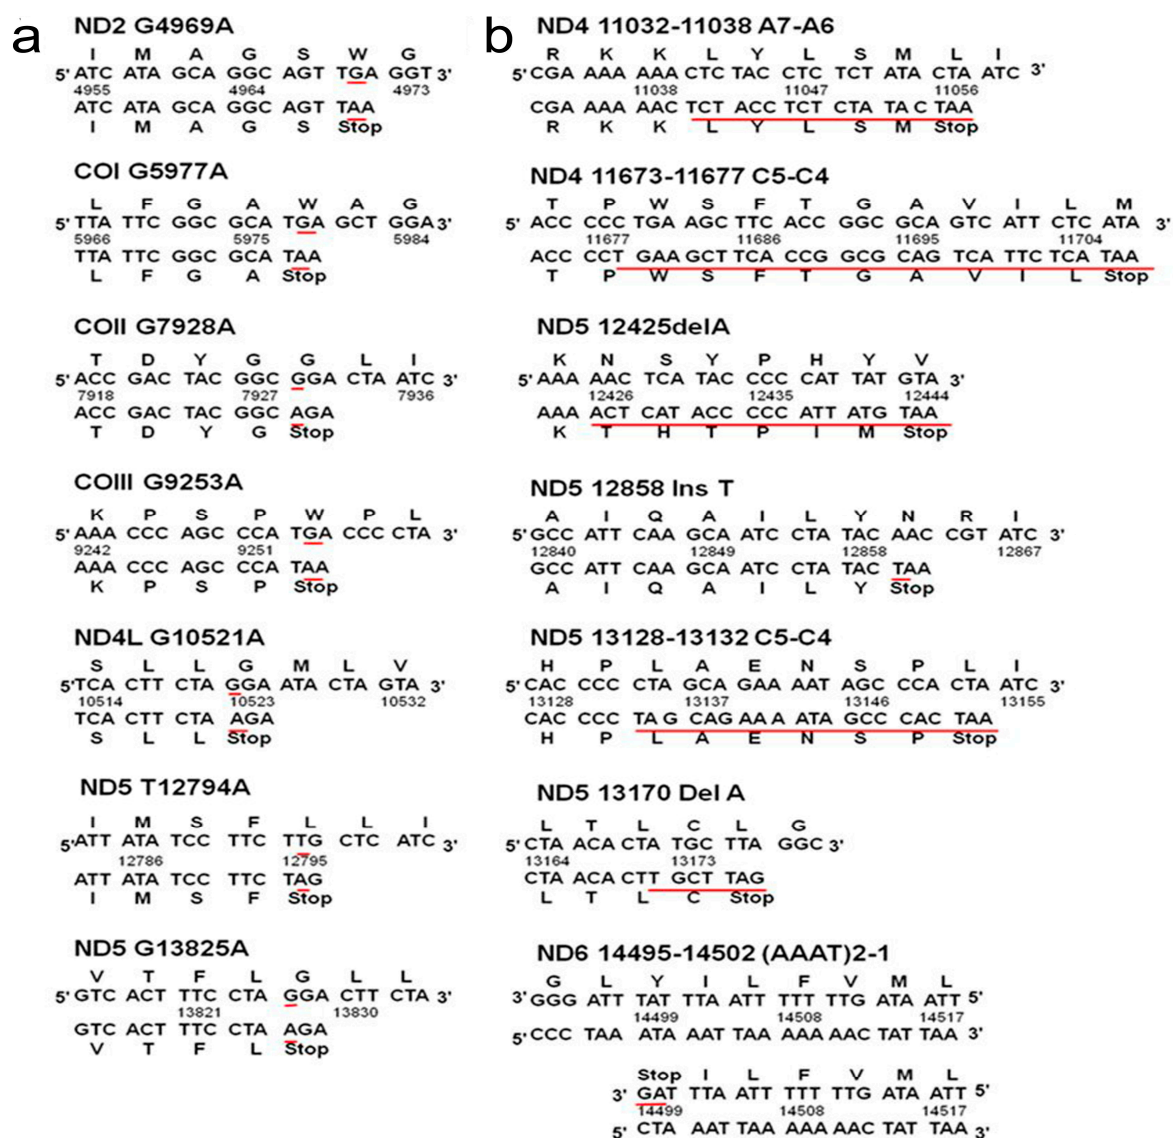 a
ND2 G4969A
I M A G S W G
5' ATC ATA GCA GGC AGT TGA GGT 3'
4955 4964 4973
ATC ATA GCA GGC AGT TAA
I M A G S Stop
COI G5977A
L F G A W A G
5' TTA TTC GGC GCA TGA GCT GGA 3'
5966 5975 5984
TTA TTC GGC GCA TAA
L F G A Stop
COII G7928A
T D Y G G L I
5' ACC GAC TAC GGC GGA CTA ATC 3'
7918 7927 7936
ACC GAC TAC GGC AGA
T D Y G Stop
COIII G9253A
K P S P W P L
5' AAA CCC AGC CCA TGA CCC CTA 3'
9242 9251
AAA CCC AGC CCA TAA
K P S P Stop
ND4L G10521A
S L L G M L V
5' TCA CTT CTA GGA ATA CTA GTA 3'
10514 10523 10532
TCA CTT CTA AGA
S L L Stop
ND5 T12794A
I M S F L L I
5' ATT ATA TCC TTC TTG CTC ATC 3'
12786 12795
ATT ATA TCC TTC TAG
I M S F Stop
ND5 G13825A
V T F L G L L
5' GTC ACT TTC CTA GGA CTT CTA 3'
13821 13830
GTC ACT TTC CTA AGA
V T F L Stop
b
ND4 11032-11038 A7-A6
R K K L Y L S M L I
5' CGA AAA AAA CTC TAC CTC TCT ATA CTA ATC 3'
11038 11047 11056
CGA AAA AAC TCT ACC TCT CTA TAC TAA
R K K L Y L S M Stop
ND4 11673-11677 C5-C4
T P W S F T G A V I L M
5' ACC CCC TGA AGC TTC ACC GGC GCA GTC ATT CTC ATA 3'
11677 11686 11695 11704
ACC CCT GAA GCT TCA CCG GCG CAG TCA TTC TCA TAA
T P W S F T G A V I L Stop
ND5 12425delA
K N S Y P H Y V
5' AAA AAC TCA TAC CCC CAT TAT GTA 3'
12426 12435 12444
AAA ACT CAT ACC CCC ATT ATG TAA
K T H T P I M Stop
ND5 12858 Ins T
A I Q A I L Y N R I
5' GCC ATT CAA GCA ATC CTA TAC AAC CGT ATC 3'
12840 12849 12858 12867
GCC ATT CAA GCA ATC CTA TAC TAA
A I Q A I L Y Stop
ND5 13128-13132 C5-C4
H P L A E N S P L I
5' CAC CCC CTA GCA GAA AAT AGC CCA CTA ATC 3'
13128 13137 13146 13155
CAC CCC TAG CAG AAA ATA GCC CAC TAA
H P L A E N S P Stop
ND5 13170 Del A
L T L C L G
5' CTA ACA CTA TGC TTA GGC 3'
13164 13173
CTA ACA CTT GCT TAG
L T L C Stop
ND6 14495-14502 (AAAT)2-1
G L Y I L F V M L
3' GGG ATT TAT TTA ATT TTT TTG ATA ATT 5'
14499 14508 14517
5' CCC TAA ATA AAT TAA AAA AAC TAT TAA 3'
Stop I L F V M L
3' GAT TTA ATT TTT TTG ATA ATT 5'
14499 14508 14517
5' CTA AAT TAA AAA AAC TAT TAA 3'